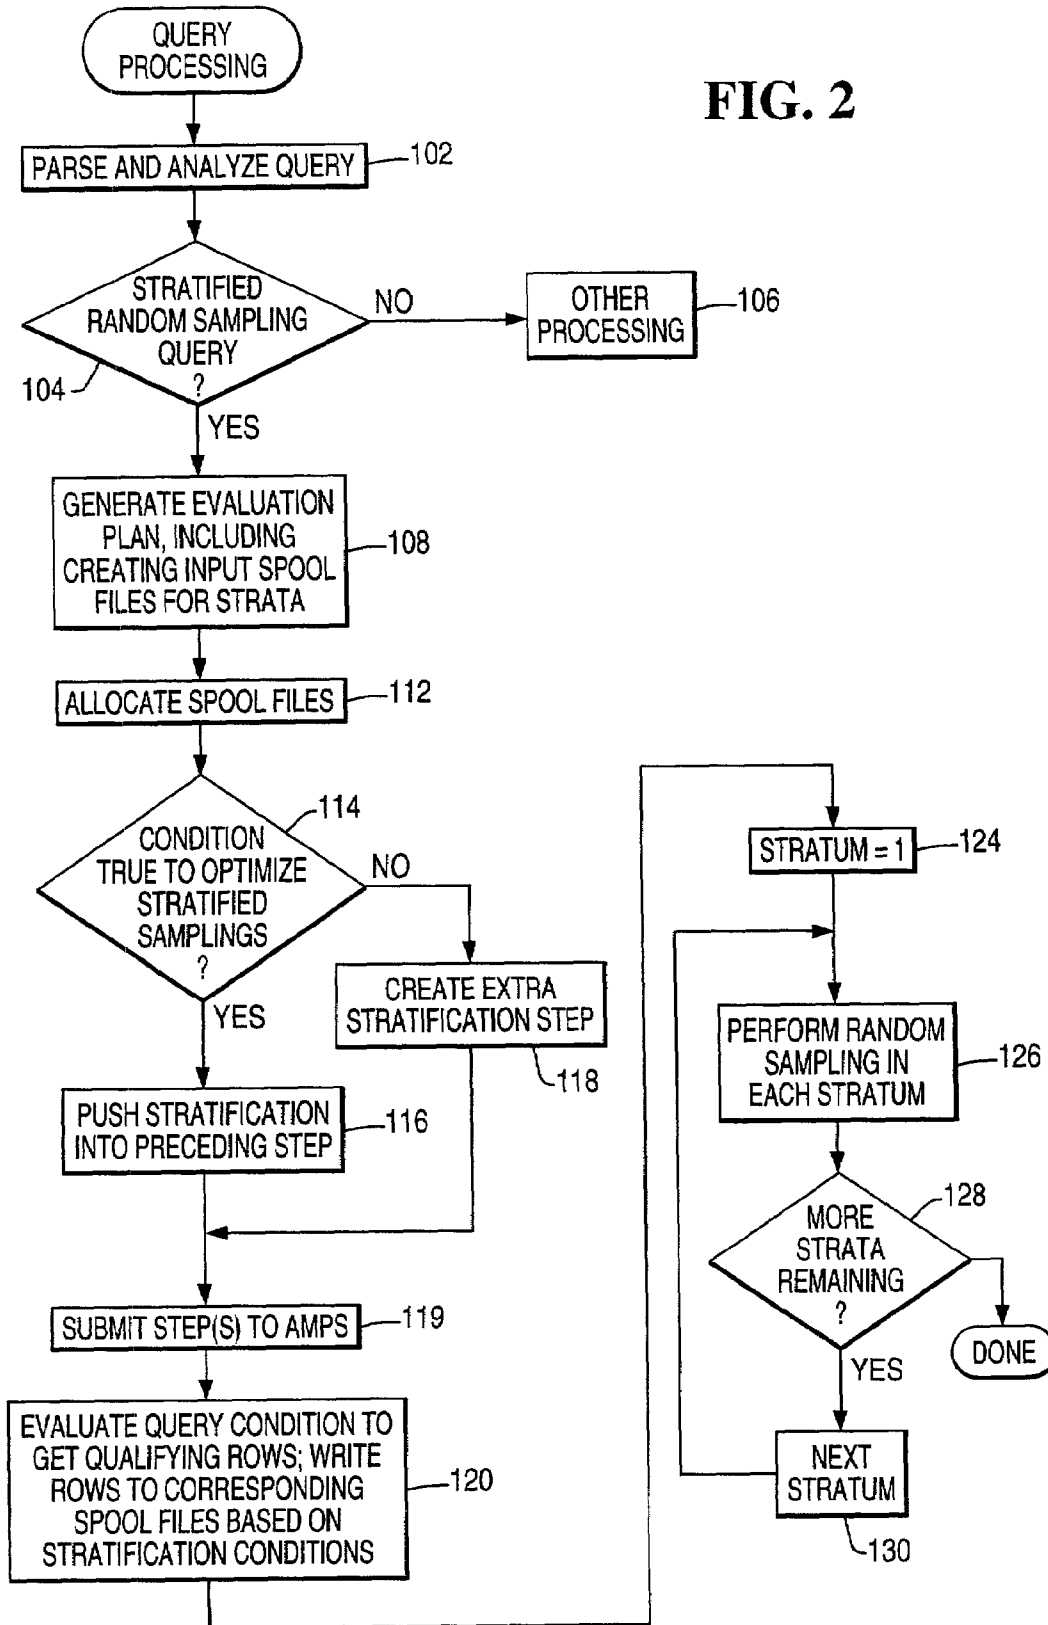 QUERY
PROCESSING
FIG. 2
PARSE AND ANALYZE QUERY
102
STRATIFIED
RANDOM SAMPLING
QUERY
?
104
NO
OTHER
PROCESSING
106
YES
GENERATE EVALUATION
PLAN, INCLUDING
CREATING INPUT SPOOL
FILES FOR STRATA
108
ALLOCATE SPOOL FILES
112
CONDITION
TRUE TO OPTIMIZE
STRATIFIED
SAMPLINGS
?
114
NO
YES
CREATE EXTRA
STRATIFICATION STEP
118
PUSH STRATIFICATION
INTO PRECEDING STEP
116
SUBMIT STEP(S) TO AMPS
119
EVALUATE QUERY CONDITION TO
GET QUALIFYING ROWS; WRITE
ROWS TO CORRESPONDING
SPOOL FILES BASED ON
STRATIFICATION CONDITIONS
120
STRATUM = 1
124
PERFORM RANDOM
SAMPLING IN
EACH STRATUM
126
MORE
STRATA
REMAINING
?
128
DONE
YES
NEXT
STRATUM
130